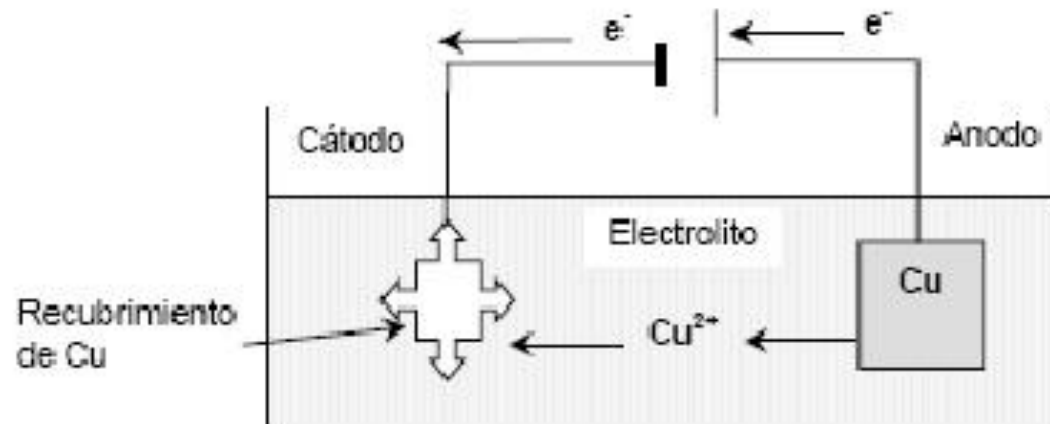 e⁻
e⁻
Cátodo
Anodo
Electrolito
Cu
Recubrimiento
de Cu
Cu²⁺